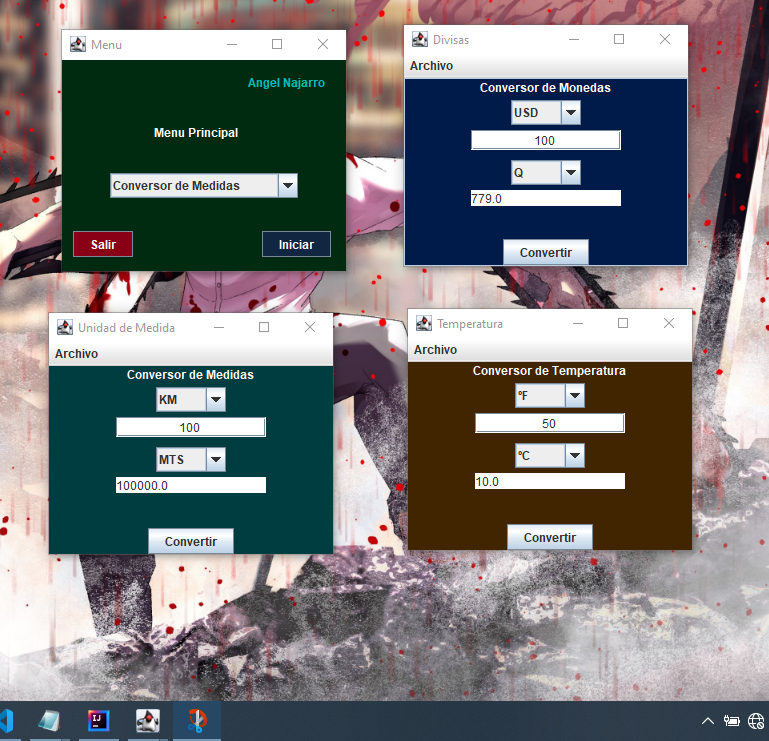 Menu
Angel Najarro
Menu Principal
Conversor de Medidas
Salir
Iniciar
Divisas
Archivo
Conversor de Monedas
USD
100
Q
779.0
Convertir
Unidad de Medida
Archivo
Conversor de Medidas
KM
100
MTS
100000.0
Convertir
Temperatura
Archivo
Conversor de Temperatura
ºF
50
ºC
10.0
Convertir
IJ